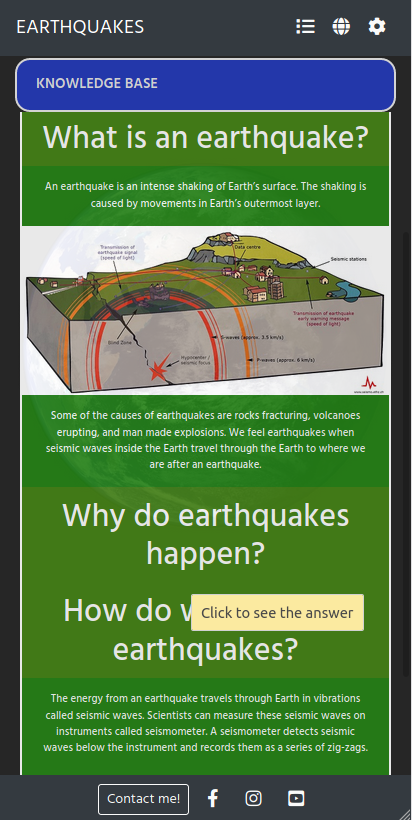 EARTHQUAKES
KNOWLEDGE BASE
What is an earthquake?
An earthquake is an intense shaking of Earth's surface. The shaking is
caused by movements in Earth's outermost layer.
Transmission of
earthquake signal
(speed of light)
Data centre
Seismic stations
Transmission of earthquake
early warning message
(speed of light)
Blind Zone
S-waves (approx. 3.5 km/s)
Hypocenter /
seismic focus
P-waves (approx. 6 km/s)
www.seismo.ethz.ch
Some of the causes of earthquakes are rocks fracturing, volcanoes
erupting, and man made explosions. We feel earthquakes when
seismic waves inside the Earth travel through the Earth to where we
are after an earthquake.
Why do earthquakes
happen?
How do
Click to see the answer
earthquakes?
The energy from an earthquake travels through Earth in vibrations
called seismic waves. Scientists can measure these seismic waves on
instruments called seismometer. A seismometer detects seismic
waves below the instrument and records them as a series of zig-zags.
Contact me!